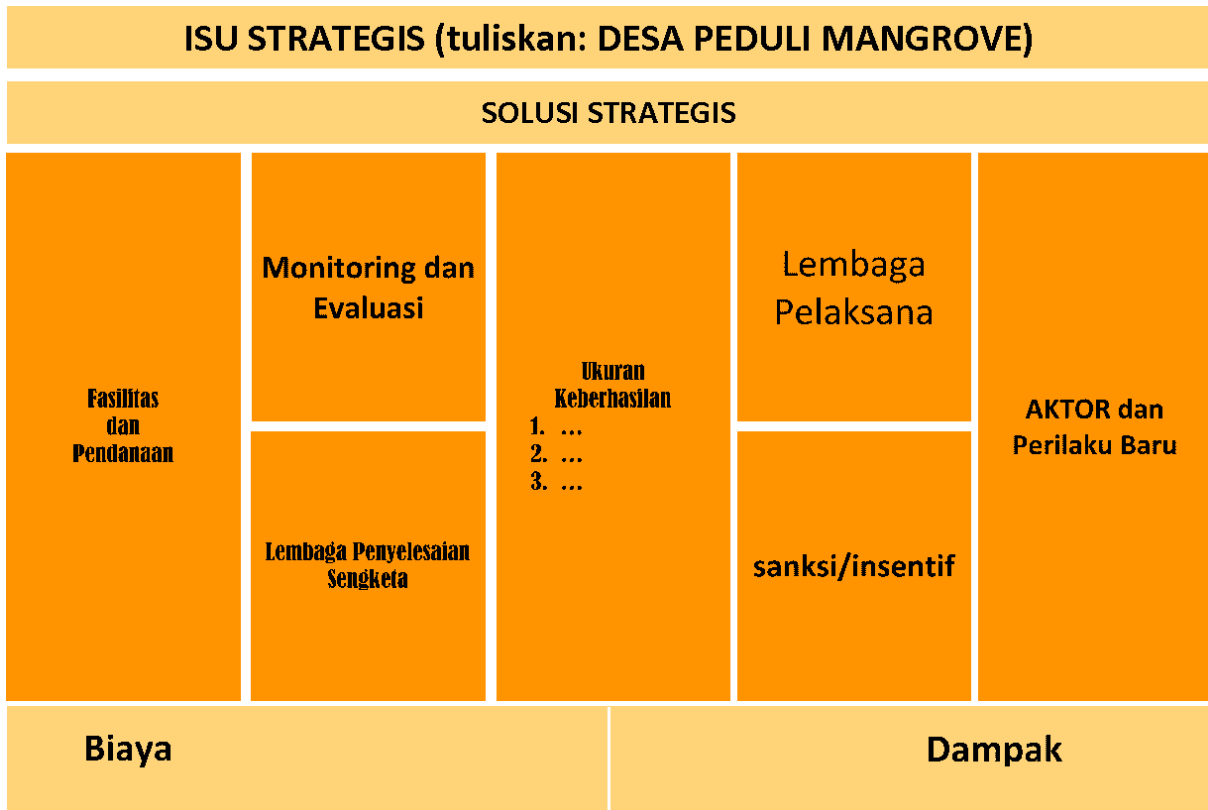 ISU STRATEGIS (tuliskan: DESA PEDULI MANGROVE)
SOLUSI STRATEGIS
Fasilitas
dan
Pendanaan
Monitoring dan
Evaluasi
Lembaga Penyelesaian
Sengketa
Ukuran
Keberhasilan
1. ...
2. ...
3. ...
Lembaga
Pelaksana
sanksi/insentif
AKTOR dan
Perilaku Baru
Biaya
Dampak